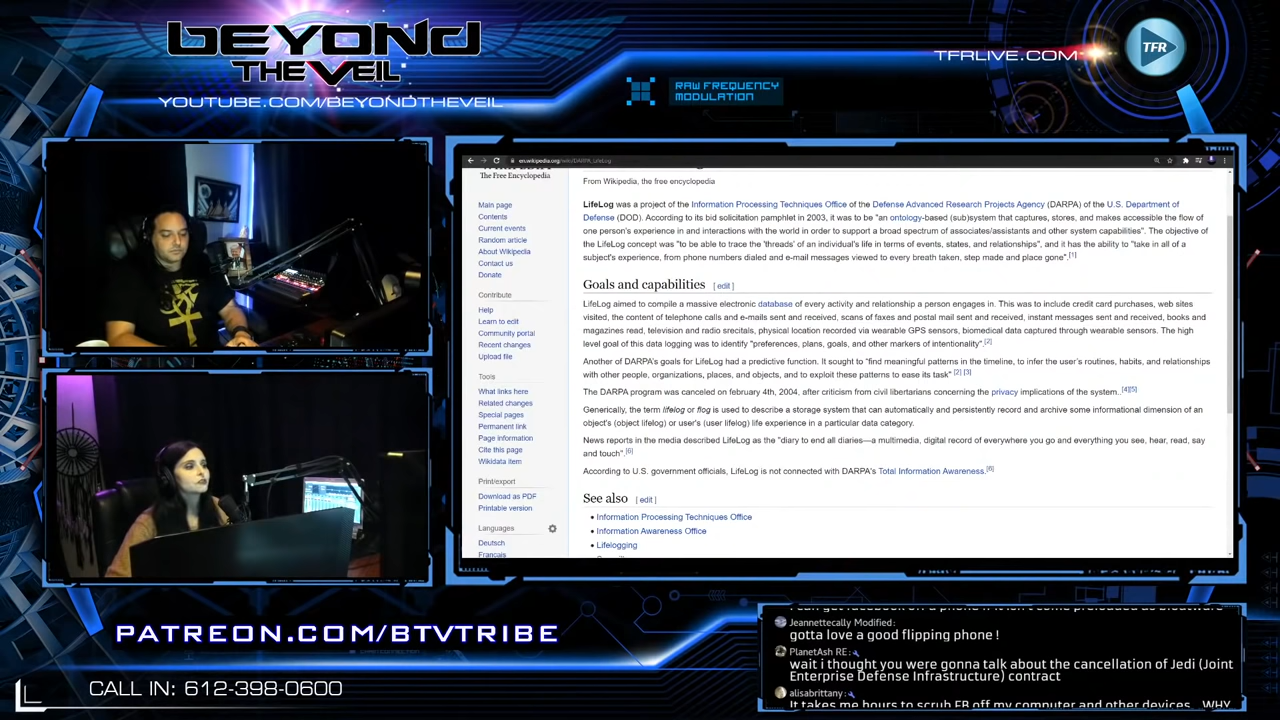 BEYOND
THE VEIL
YOUTUBE.COM/BEYONDTHEVEIL
RAW FREQUENCY
MODULATION
TFRLIVE.COM
TFR
en.wikipedia.org/wiki/DARPA_LifeLog
The Free Encyclopedia
Main page
Contents
Current events
Random article
About Wikipedia
Contact us
Donate
Contribute
Help
Learn to edit
Community portal
Recent changes
Upload file
Tools
What links here
Related changes
Special pages
Permanent link
Page information
Cite this page
Wikidata item
Print/export
Download as PDF
Printable version
Languages
Deutsch
Français
From Wikipedia, the free encyclopedia
LifeLog was a project of the Information Processing Techniques Office of the Defense Advanced Research Projects Agency (DARPA) of the U.S. Department of
Defense (DOD). According to its bid solicitation pamphlet in 2003, it was to be "an ontology-based (sub)system that captures, stores, and makes accessible the flow of
one person's experience in and interactions with the world in order to support a broad spectrum of associates/assistants and other system capabilities". The objective of
the LifeLog concept was "to be able to trace the 'threads' of an individual's life in terms of events, states, and relationships", and it has the ability to "take in all of a
subject's experience, from phone numbers dialed and e-mail messages viewed to every breath taken, step made and place gone".[1]
Goals and capabilities [ edit ]
LifeLog aimed to compile a massive electronic database of every activity and relationship a person engages in. This was to include credit card purchases, web sites
visited, the content of telephone calls and e-mails sent and received, scans of faxes and postal mail sent and received, instant messages sent and received, books and
magazines read, television and radio srecitals, physical location recorded via wearable GPS sensors, biomedical data captured through wearable sensors. The high
level goal of this data logging was to identify "preferences, plans, goals, and other markers of intentionality".[2]
Another of DARPA's goals for LifeLog had a predictive function. It sought to "find meaningful patterns in the timeline, to infer the user's routines, habits, and relationships
with other people, organizations, places, and objects, and to exploit these patterns to ease its task" [2] [3]
The DARPA program was canceled on february 4th, 2004, after criticism from civil libertarians concerning the privacy implications of the system..[4][5]
Generically, the term lifelog or flog is used to describe a storage system that can automatically and persistently record and archive some informational dimension of an
object's (object lifelog) or user's (user lifelog) life experience in a particular data category.
News reports in the media described LifeLog as the "diary to end all diaries—a multimedia, digital record of everywhere you go and everything you see, hear, read, say
and touch".[6]
According to U.S. government officials, LifeLog is not connected with DARPA's Total Information Awareness.[6]
See also [ edit ]
• Information Processing Techniques Office
• Information Awareness Office
• Lifelogging
PATREON.COM/BTVTRIBE
CALL IN: 612-398-0600
Jeannettecally Modified:
gotta love a good flipping phone !
PlanetAsh RE:
wait i thought you were gonna talk about the cancellation of Jedi (Joint
Enterprise Defense Infrastructure) contract
alisabrittany:
It takes me hours to scrub FB off my computer and other devices.. WHY